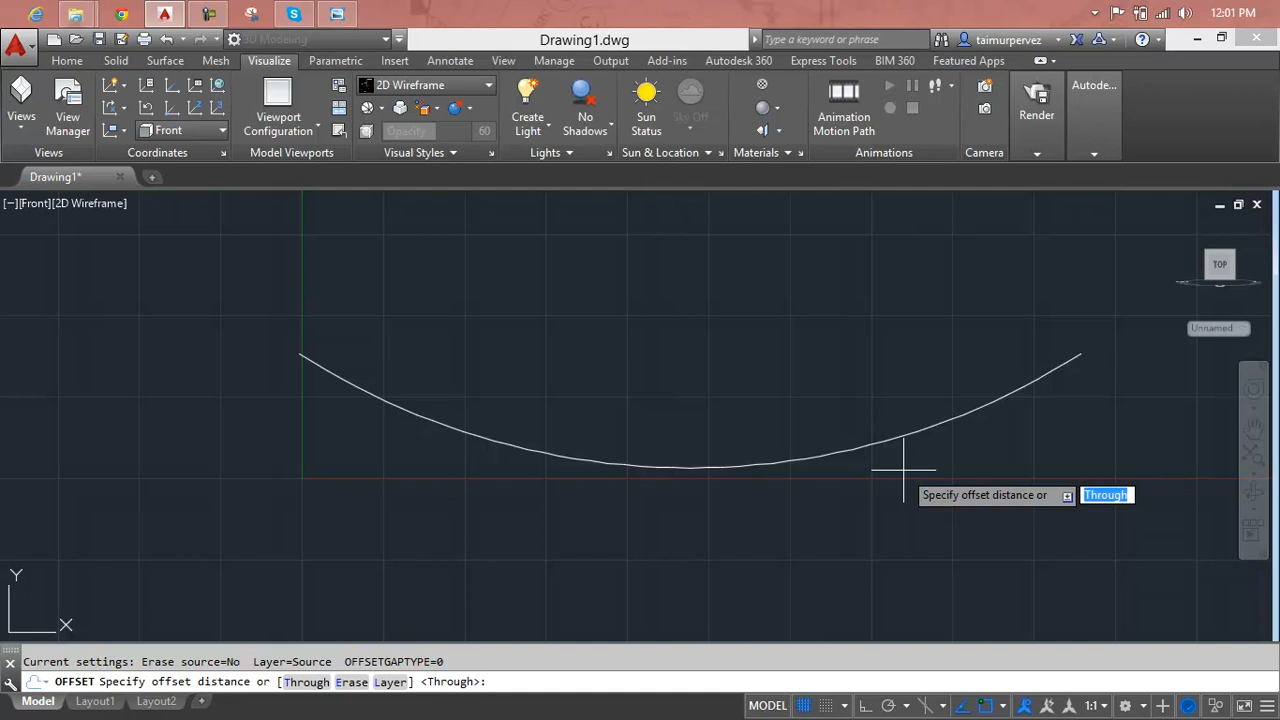 12:01 PM
3D Modeling
Drawing1.dwg
Type a keyword or phrase
taimurpervez
Home Solid Surface Mesh Visualize Parametric Insert Annotate View Manage Output Add-ins Autodesk 360 Express Tools BIM 360 Featured Apps
Views
View
Manager
Front
Viewport
Configuration
2D Wireframe
Opacity 60
Create
Light
No
Shadows
Sun
Status
Sky Off
Animation
Motion Path
Render
Autode...
Views Coordinates Model Viewports Visual Styles Lights Sun & Location Materials Animations Camera
Drawing1*
[−][Front][2D Wireframe]
TOP
Unnamed
Specify offset distance or Through
Y
X
Current settings: Erase source=No Layer=Source OFFSETGAPTYPE=0
OFFSET Specify offset distance or [Through Erase Layer] <Through>:
Model Layout1 Layout2 + MODEL 1:1